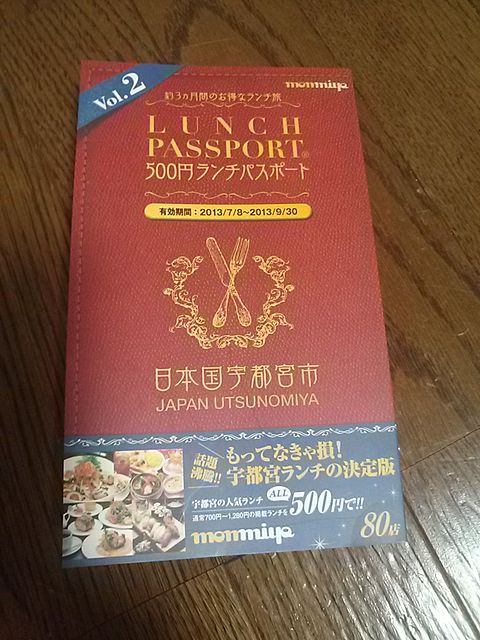 Vol.2
monmiya
約3ヵ月間のお得なランチ旅
LUNCH
PASSPORT®
500円ランチパスポート
有効期間：2013/7/8~2013/9/30
日本国宇都宮市
JAPAN UTSUNOMIYA
話題
沸騰!!
もってなきゃ損!
宇都宮ランチの決定版
宇都宮の人気ランチ
通常700円~1,280円の掲載ランチを
ALL
500円で!!
monmiya
80店